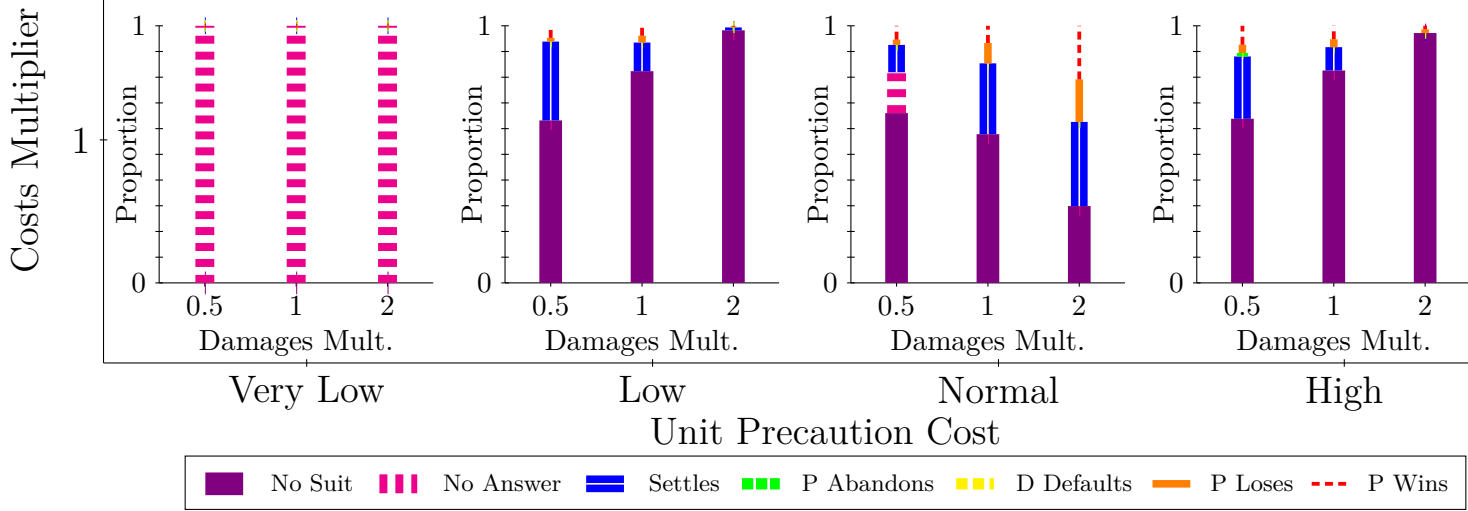 Costs Multiplier
1
Proportion
1
0
0.5 1 2
Damages Mult.
Very Low
Proportion
1
0
0.5 1 2
Damages Mult.
Low
Proportion
1
0
0.5 1 2
Damages Mult.
Normal
Proportion
1
0
0.5 1 2
Damages Mult.
High
Unit Precaution Cost
No Suit No Answer Settles P Abandons D Defaults P Loses P Wins